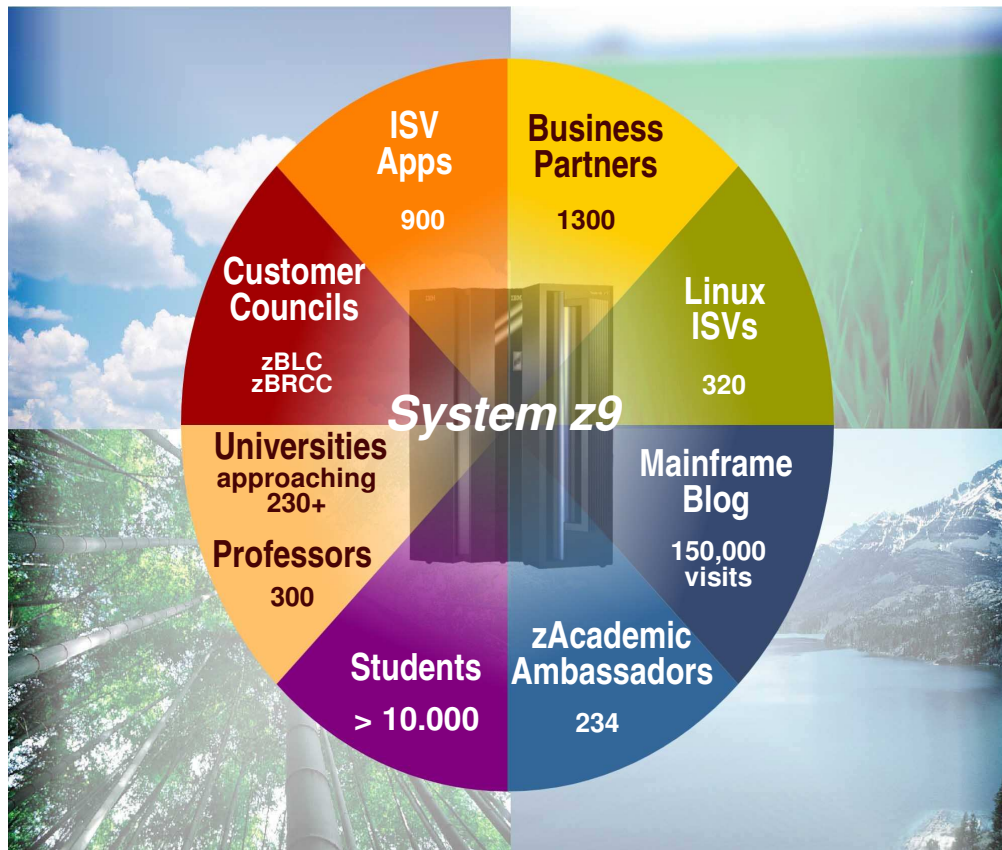 ISV
Apps
900
Business
Partners
1300
Linux
ISVs
320
Mainframe
Blog
150,000
visits
zAcademic
Ambassadors
234
Students
> 10.000
Universities
approaching
230+
Professors
300
Customer
Councils
zBLC
zBRCC
System z9